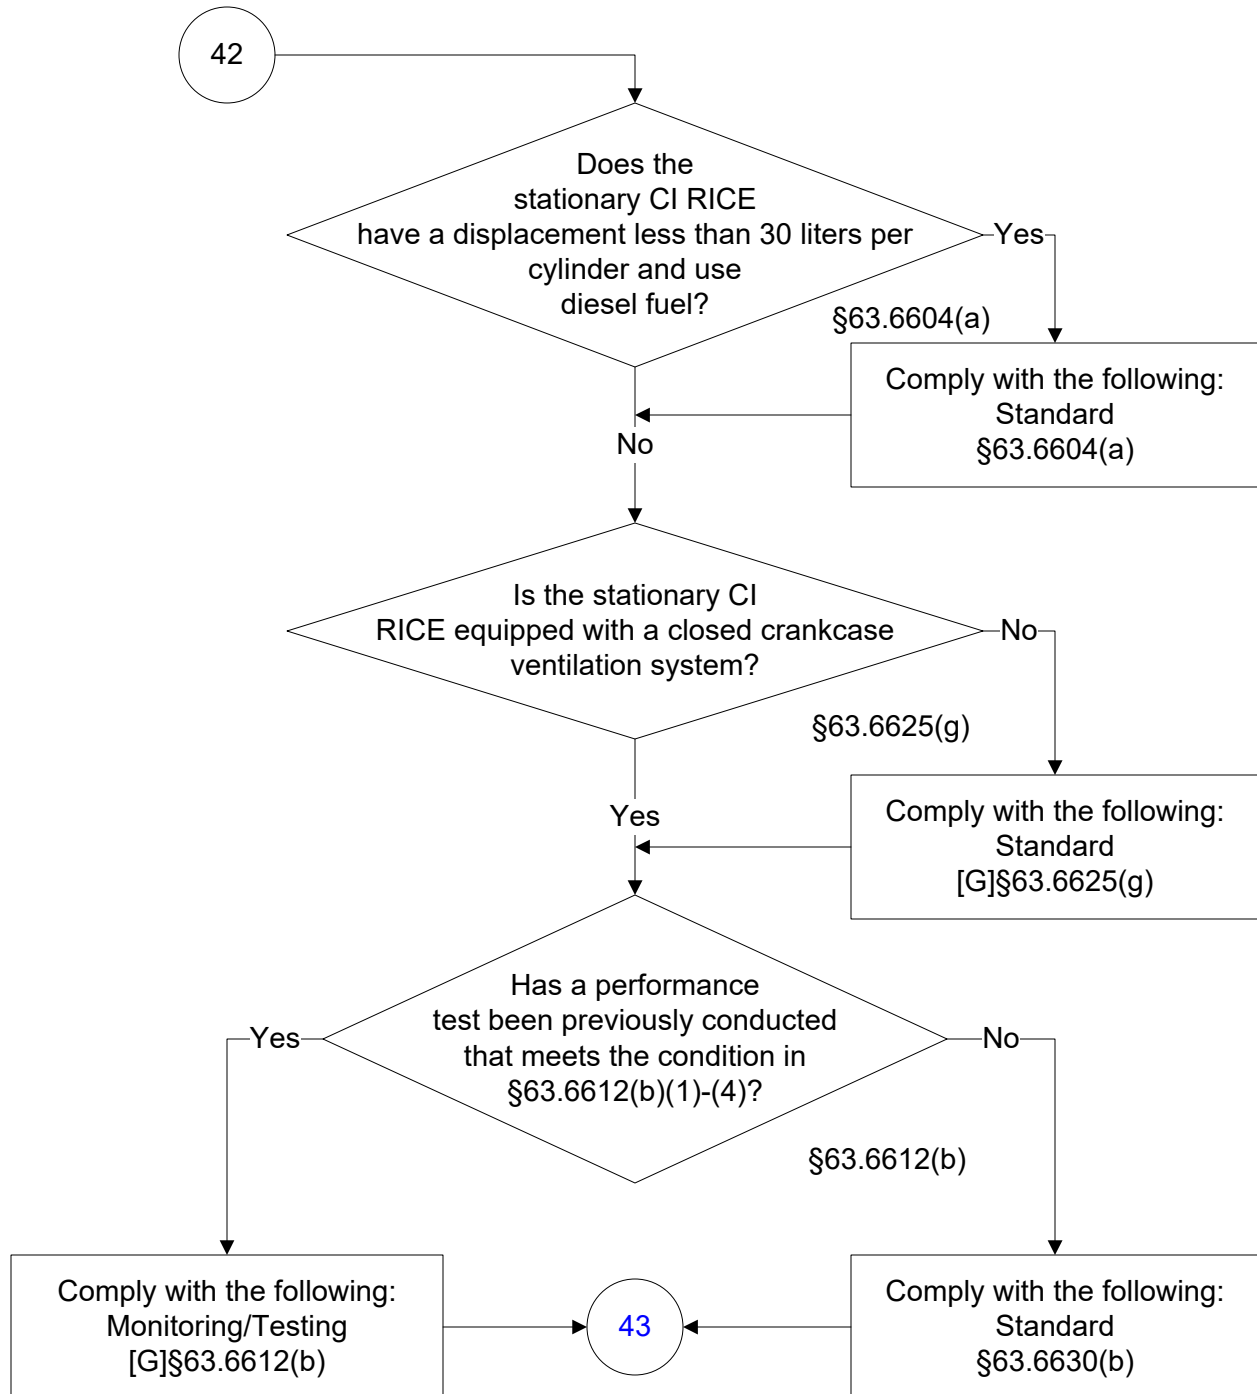 42
Does the
stationary CI RICE
have a displacement less than 30 liters per
cylinder and use
diesel fuel?
Yes
§63.6604(a)
Comply with the following:
Standard
§63.6604(a)
No
Is the stationary CI
RICE equipped with a closed crankcase
ventilation system?
No
§63.6625(g)
Comply with the following:
Standard
[G]§63.6625(g)
Yes
Has a performance
test been previously conducted
that meets the condition in
§63.6612(b)(1)-(4)?
Yes
No
§63.6612(b)
Comply with the following:
Monitoring/Testing
[G]§63.6612(b)
43
Comply with the following:
Standard
§63.6630(b)